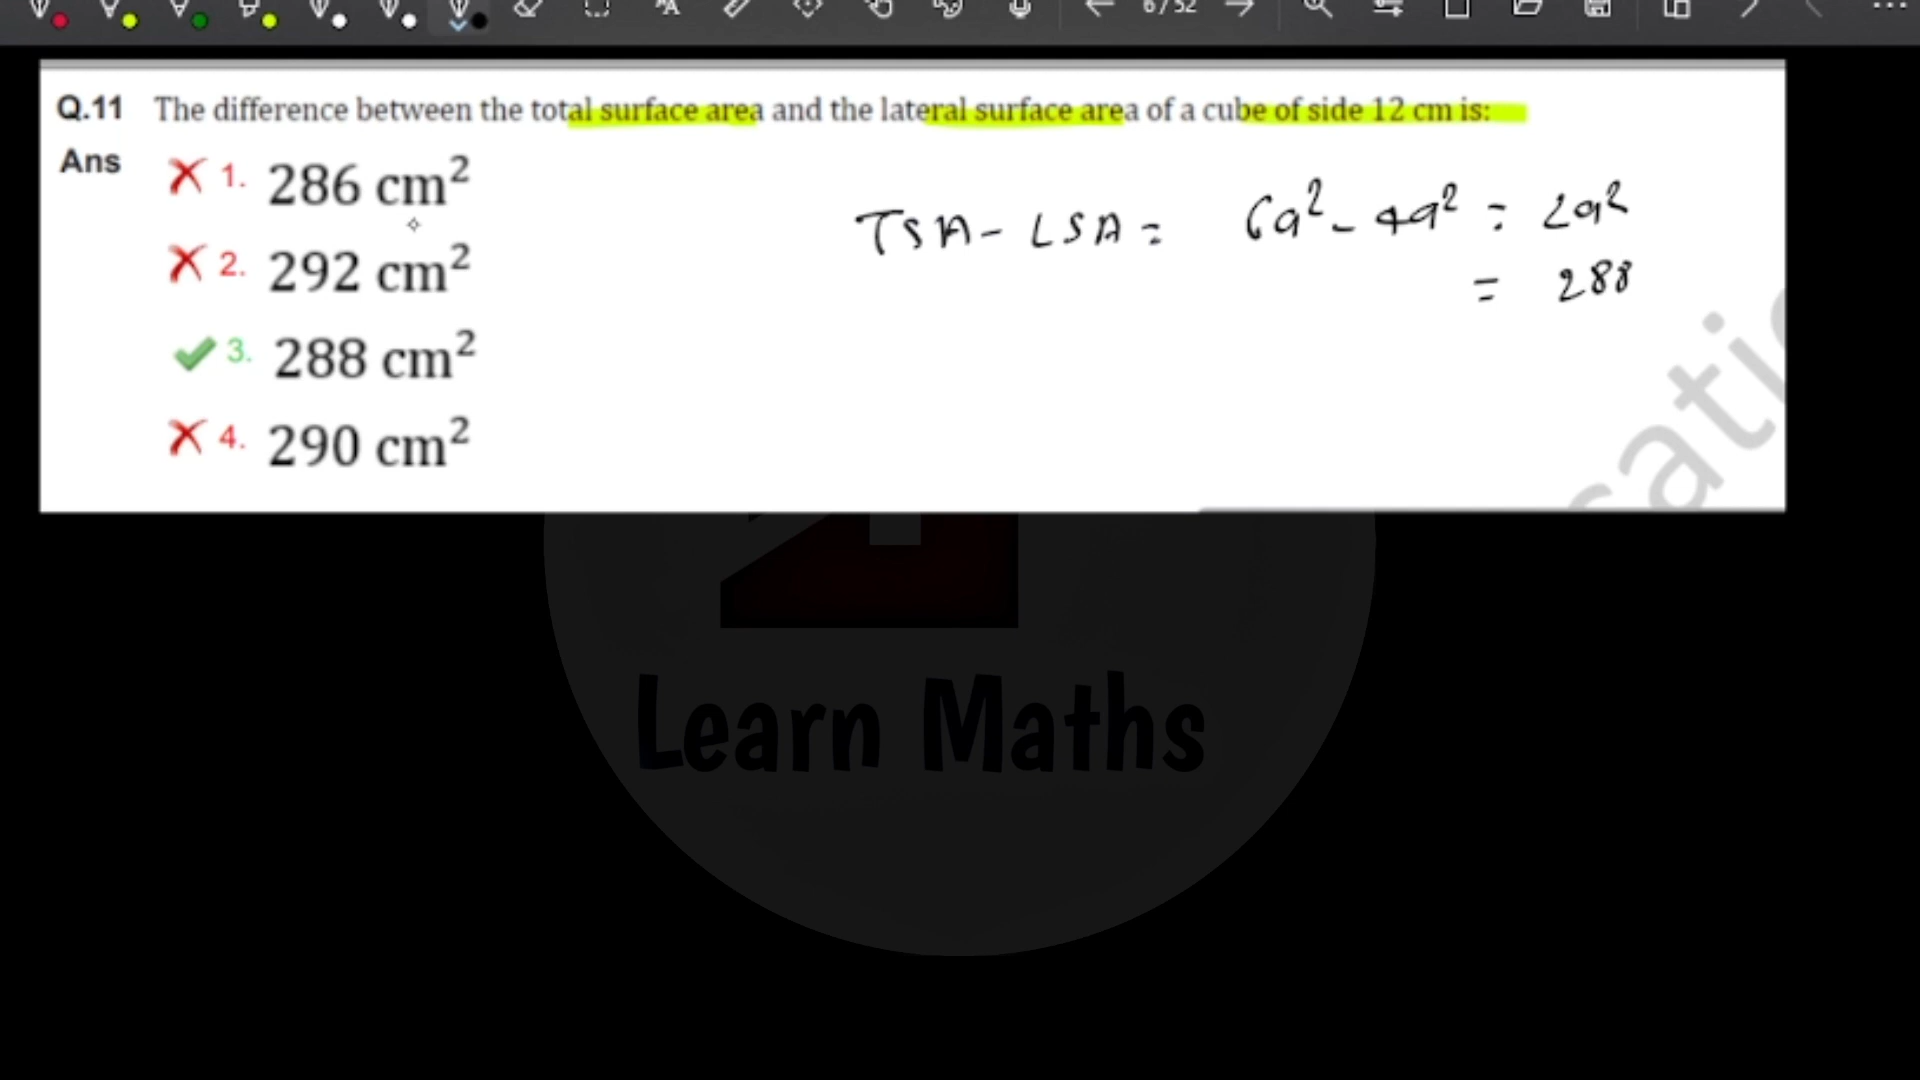 6 / 52
Q.11 The difference between the total surface area and the lateral surface area of a cube of side 12 cm is:
Ans
1. 286 cm²
2. 292 cm²
3. 288 cm²
4. 290 cm²
TSA - LSA = 6a² - 4a² = 2a²
= 288
Learn Maths